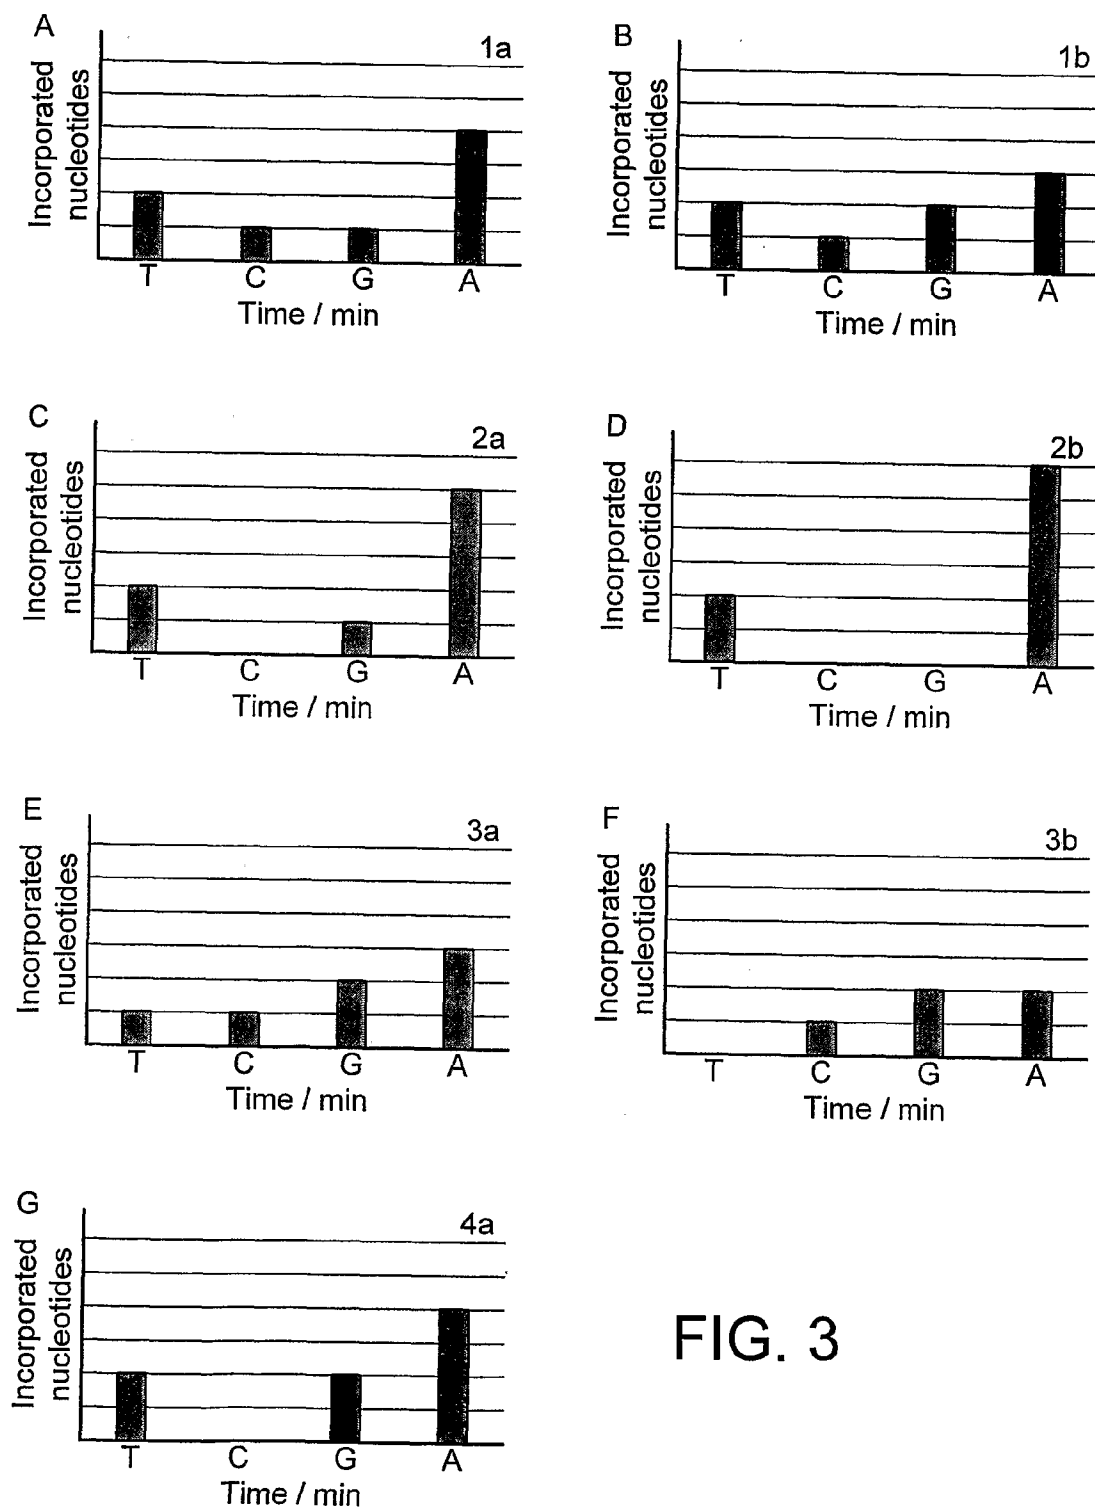 A
1a
Incorporated
nucleotides
T C G A
Time / min
B
1b
Incorporated
nucleotides
T C G A
Time / min
C
2a
Incorporated
nucleotides
T C G A
Time / min
D
2b
Incorporated
nucleotides
T C G A
Time / min
E
3a
Incorporated
nucleotides
T C G A
Time / min
F
3b
Incorporated
nucleotides
T C G A
Time / min
G
4a
Incorporated
nucleotides
T C G A
Time / min
FIG. 3